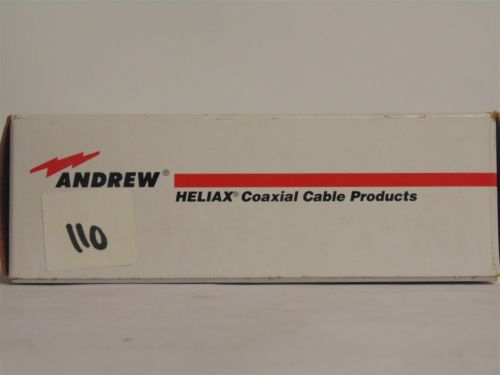 ANDREW®
HELIAX® Coaxial Cable Products
110